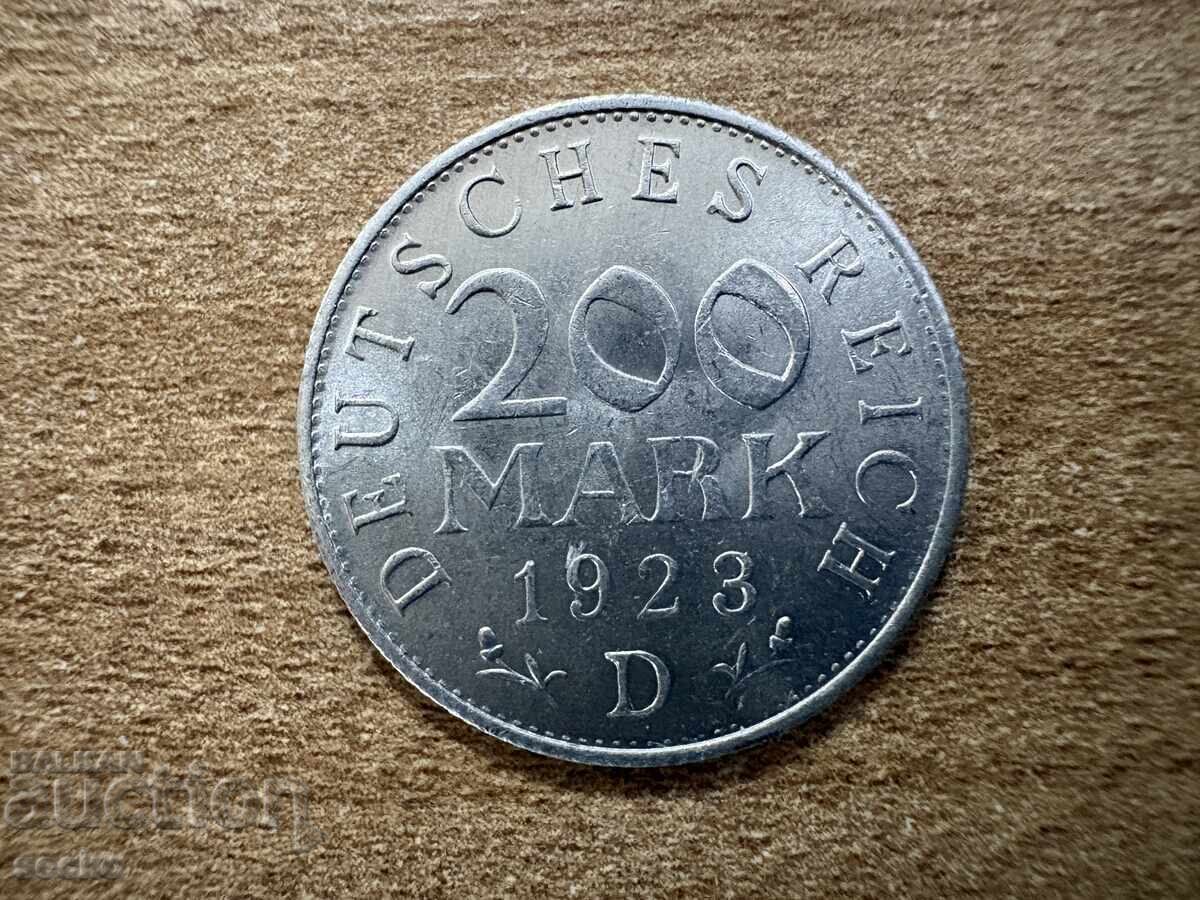 DEUTSCHES REICH
200
MARK
1923
D
BALKAN
auction
secko